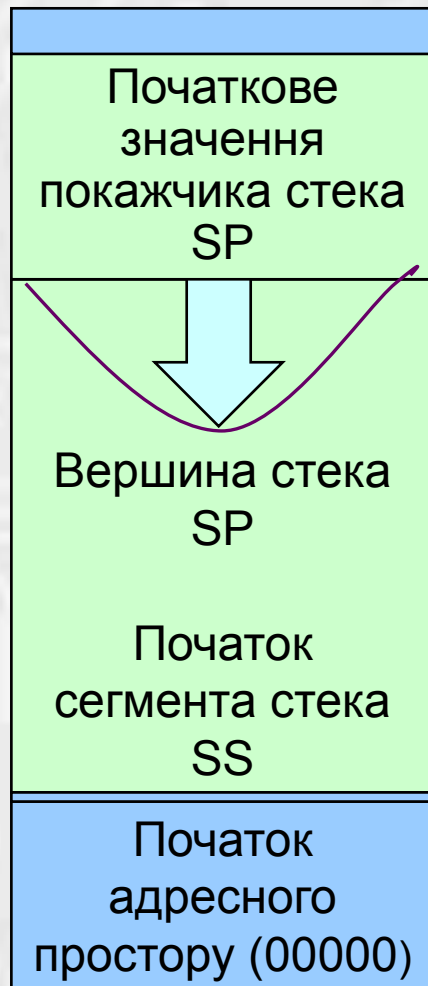 Початкове
значення
покажчика стека
SP
Вершина стека
SP
Початок
сегмента стека
SS
Початок
адресного
простору (00000)